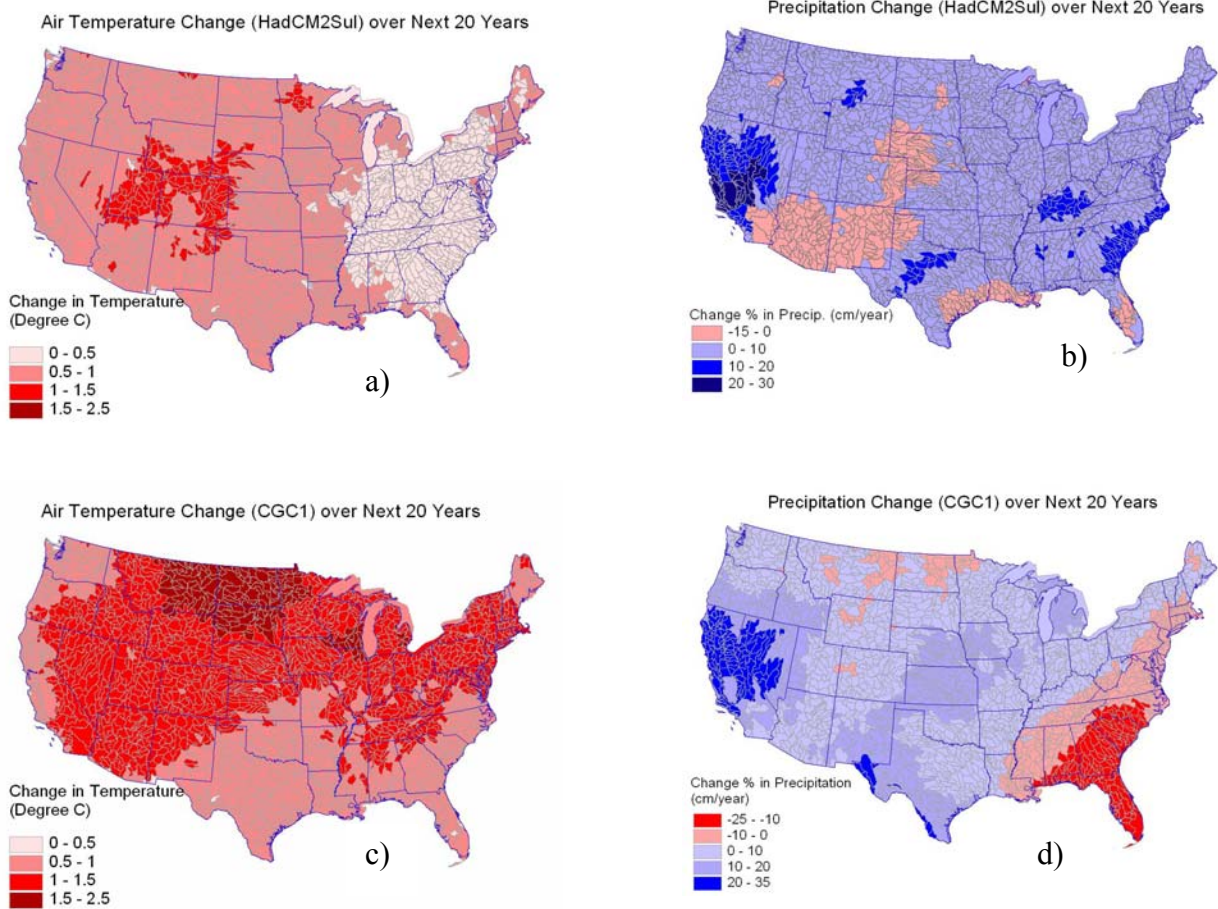 Air Temperature Change (HadCM2Sul) over Next 20 Years
Change in Temperature
(Degree C)
0 - 0.5
0.5 - 1
1 - 1.5
1.5 - 2.5
a)
Precipitation Change (HadCM2Sul) over Next 20 Years
Change % in Precip. (cm/year)
-15 - 0
0 - 10
10 - 20
20 - 30
b)
Air Temperature Change (CGC1) over Next 20 Years
Change in Temperature
(Degree C)
0 - 0.5
0.5 - 1
1 - 1.5
1.5 - 2.5
c)
Precipitation Change (CGC1) over Next 20 Years
Change % in Precipitation
(cm/year)
-25 - -10
-10 - 0
0 - 10
10 - 20
20 - 35
d)